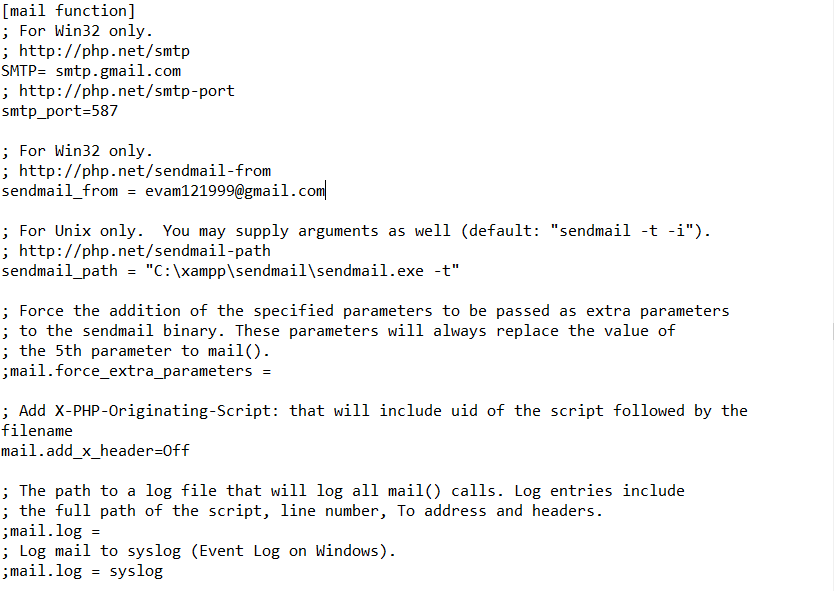 [mail function]
; For Win32 only.
; http://php.net/smtp
SMTP= smtp.gmail.com
; http://php.net/smtp-port
smtp_port=587

; For Win32 only.
; http://php.net/sendmail-from
sendmail_from = evam121999@gmail.com

; For Unix only.  You may supply arguments as well (default: "sendmail -t -i").
; http://php.net/sendmail-path
sendmail_path = "C:\xampp\sendmail\sendmail.exe -t"

; Force the addition of the specified parameters to be passed as extra parameters
; to the sendmail binary. These parameters will always replace the value of
; the 5th parameter to mail().
;mail.force_extra_parameters =

; Add X-PHP-Originating-Script: that will include uid of the script followed by the
filename
mail.add_x_header=Off

; The path to a log file that will log all mail() calls. Log entries include
; the full path of the script, line number, To address and headers.
;mail.log =
; Log mail to syslog (Event Log on Windows).
;mail.log = syslog